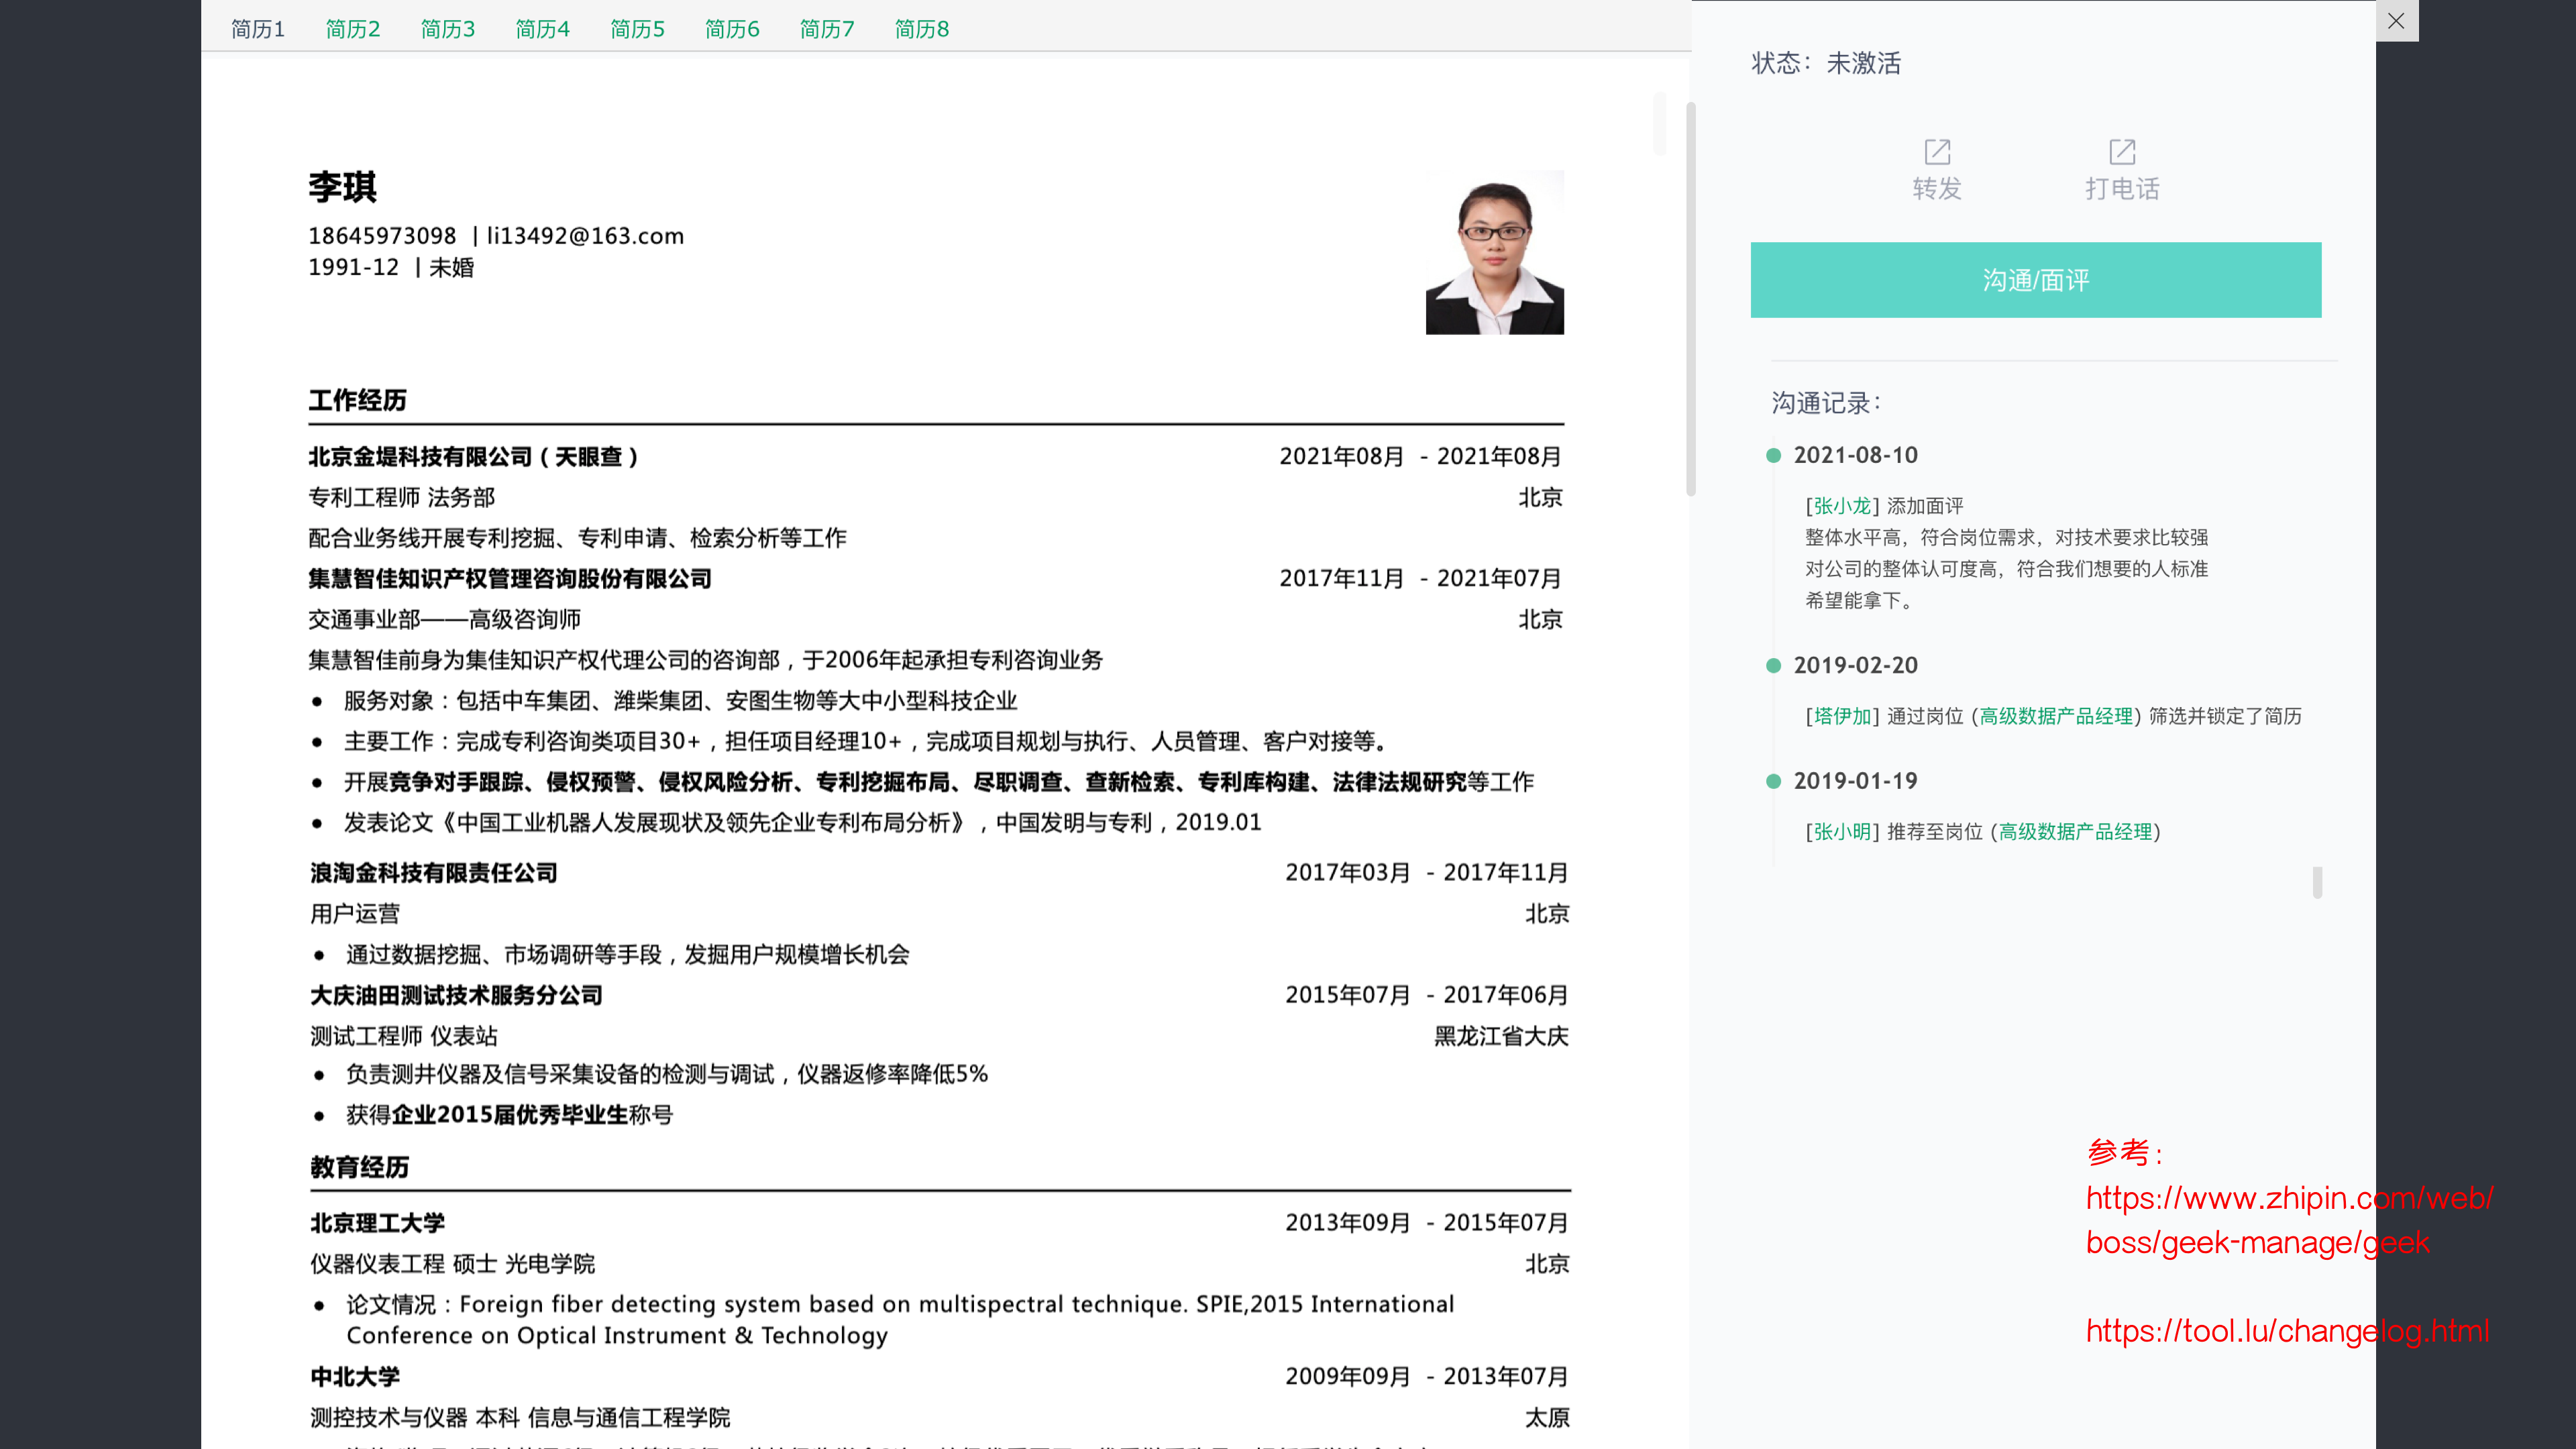 简历1 简历2 简历3 简历4 简历5 简历6 简历7 简历8
李琪
18645973098 | li13492@163.com
1991-12 | 未婚
工作经历
北京金堤科技有限公司（天眼查） 2021年08月 - 2021年08月
专利工程师 法务部 北京
配合业务线开展专利挖掘、专利申请、检索分析等工作
集慧智佳知识产权管理咨询股份有限公司 2017年11月 - 2021年07月
交通事业部——高级咨询师 北京
集慧智佳前身为集佳知识产权代理公司的咨询部，于2006年起承担专利咨询业务
● 服务对象：包括中车集团、潍柴集团、安图生物等大中小型科技企业
● 主要工作：完成专利咨询类项目30+，担任项目经理10+，完成项目规划与执行、人员管理、客户对接等。
● 开展竞争对手跟踪、侵权预警、侵权风险分析、专利挖掘布局、尽职调查、查新检索、专利库构建、法律法规研究等工作
● 发表论文《中国工业机器人发展现状及领先企业专利布局分析》，中国发明与专利，2019.01
浪淘金科技有限责任公司 2017年03月 - 2017年11月
用户运营 北京
● 通过数据挖掘、市场调研等手段，发掘用户规模增长机会
大庆油田测试技术服务分公司 2015年07月 - 2017年06月
测试工程师 仪表站 黑龙江省大庆
● 负责测井仪器及信号采集设备的检测与调试，仪器返修率降低5%
● 获得企业2015届优秀毕业生称号
教育经历
北京理工大学 2013年09月 - 2015年07月
仪器仪表工程 硕士 光电学院 北京
● 论文情况：Foreign fiber detecting system based on multispectral technique. SPIE,2015 International
Conference on Optical Instrument & Technology
中北大学 2009年09月 - 2013年07月
测控技术与仪器 本科 信息与通信工程学院 太原
状态：未激活
转发 打电话
沟通/面评
沟通记录：
2021-08-10
[张小龙] 添加面评
整体水平高，符合岗位需求，对技术要求比较强
对公司的整体认可度高，符合我们想要的人标准
希望能拿下。
2019-02-20
[塔伊加] 通过岗位 (高级数据产品经理) 筛选并锁定了简历
2019-01-19
[张小明] 推荐至岗位 (高级数据产品经理)
参考：
https://www.zhipin.com/web/
boss/geek-manage/geek
https://tool.lu/changelog.html